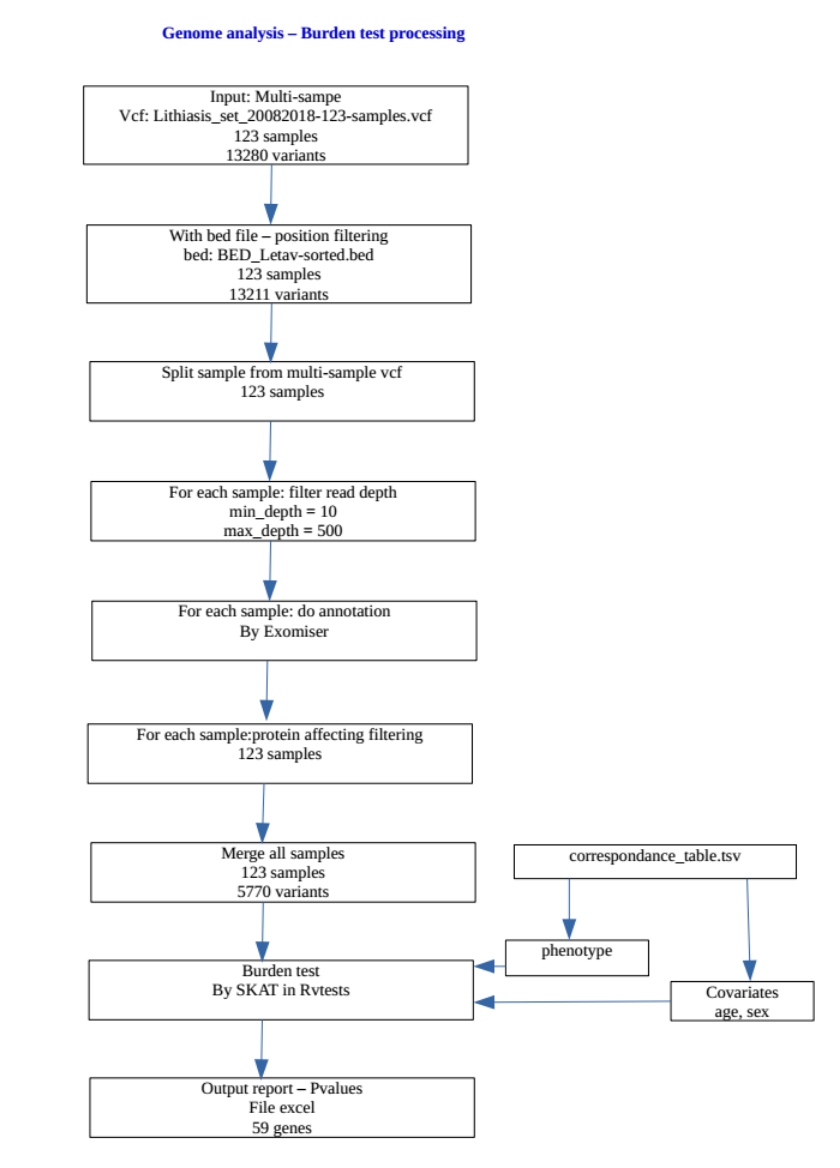 Genome analysis – Burden test processing
Input: Multi-sampe
Vcf: Lithiasis_set_20082018-123-samples.vcf
123 samples
13280 variants
With bed file – position filtering
bed: BED_Letav-sorted.bed
123 samples
13211 variants
Split sample from multi-sample vcf
123 samples
For each sample: filter read depth
min_depth = 10
max_depth = 500
For each sample: do annotation
By Exomiser
For each sample:protein affecting filtering
123 samples
Merge all samples
123 samples
5770 variants
correspondance_table.tsv
phenotype
Covariates
age, sex
Burden test
By SKAT in Rvtests
Output report – Pvalues
File excel
59 genes